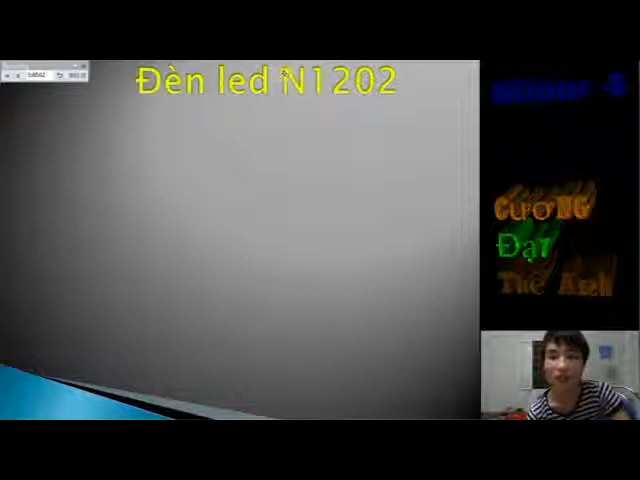 Đèn led N1202
Cương
Đạt
Thế Anh